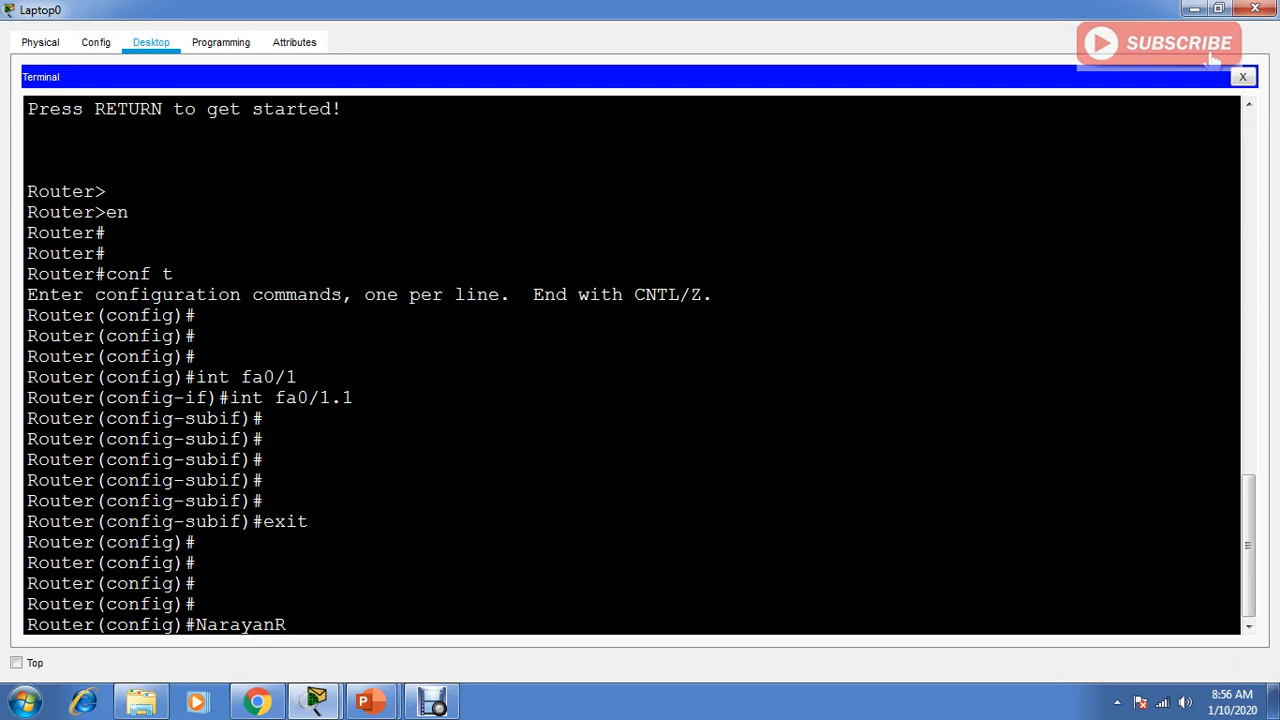 Laptop0
Physical Config Desktop Programming Attributes
SUBSCRIBE
Terminal
X
Press RETURN to get started!
Router>
Router>en
Router#
Router#
Router#conf t
Enter configuration commands, one per line.  End with CNTL/Z.
Router(config)#
Router(config)#
Router(config)#
Router(config)#int fa0/1
Router(config-if)#int fa0/1.1
Router(config-subif)#
Router(config-subif)#
Router(config-subif)#
Router(config-subif)#
Router(config-subif)#
Router(config-subif)#exit
Router(config)#
Router(config)#
Router(config)#
Router(config)#
Router(config)#NarayanR
Top
8:56 AM
1/10/2020